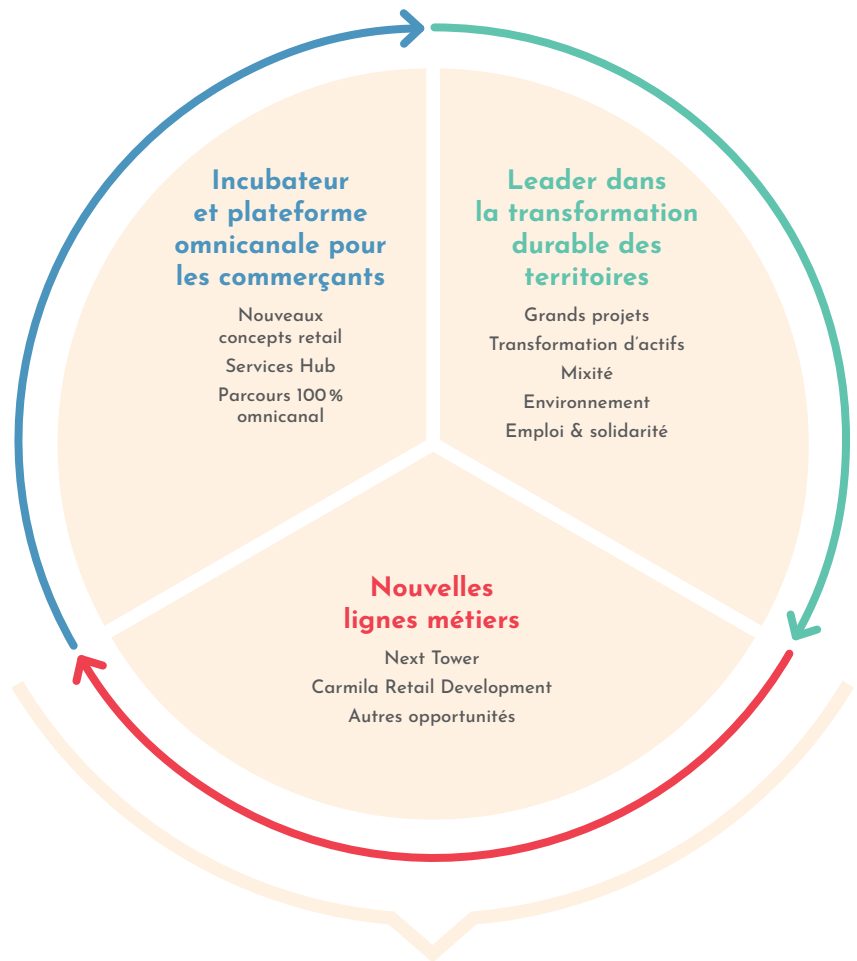 Incubateur
et plateforme
omnicanale pour
les commerçants
Nouveaux
concepts retail
Services Hub
Parcours 100 %
omnicanal
Leader dans
la transformation
durable des
territoires
Grands projets
Transformation d'actifs
Mixité
Environnement
Emploi & solidarité
Nouvelles
lignes métiers
Next Tower
Carmila Retail Development
Autres opportunités